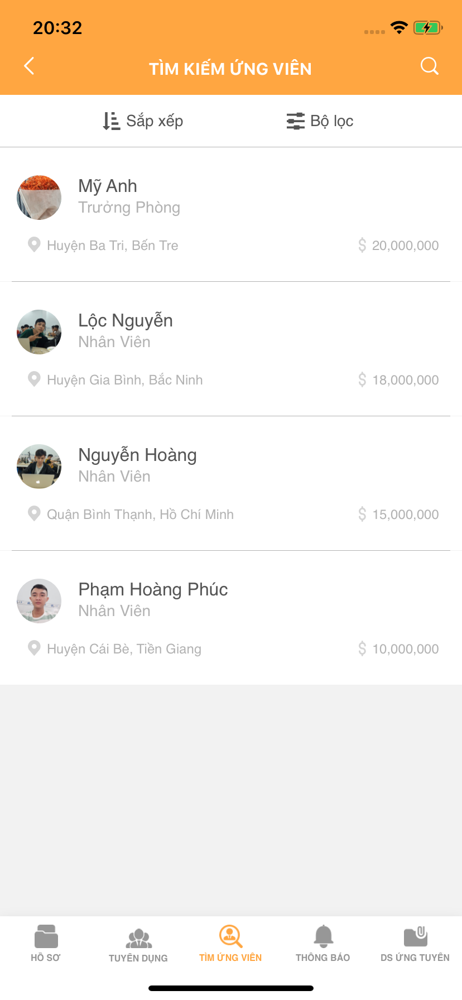 20:32
TÌM KIẾM ỨNG VIÊN
Sắp xếp
Bộ lọc
Mỹ Anh
Trưởng Phòng
Huyện Ba Tri, Bến Tre
$ 20,000,000
Lộc Nguyễn
Nhân Viên
Huyện Gia Bình, Bắc Ninh
$ 18,000,000
Nguyễn Hoàng
Nhân Viên
Quận Bình Thạnh, Hồ Chí Minh
$ 15,000,000
Phạm Hoàng Phúc
Nhân Viên
Huyện Cái Bè, Tiền Giang
$ 10,000,000
HỒ SƠ
TUYỂN DỤNG
TÌM ỨNG VIÊN
THÔNG BÁO
DS ỨNG TUYỂN